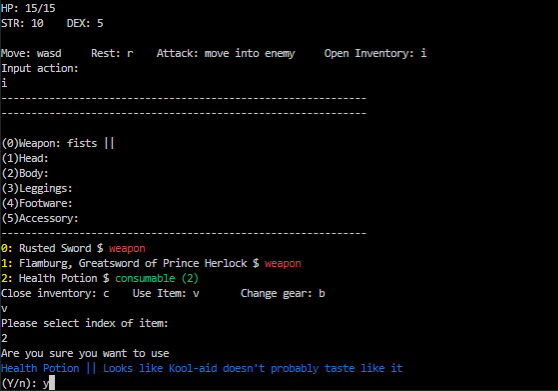 HP: 15/15
STR: 10    DEX: 5
Move: wasd    Rest: r    Attack: move into enemy     Open Inventory: i
Input action:
i
-------------------------------------------------------------
-------------------------------------------------------------
(0)Weapon: fists ||
(1)Head:
(2)Body:
(3)Leggings:
(4)Footware:
(5)Accessory:
-------------------------------------------------------------
0: Rusted Sword $ weapon
1: Flamburg, Greatsword of Prince Herlock $ weapon
2: Health Potion $ consumable (2)
Close inventory: c    Use Item: v       Change gear: b
v
Please select index of item:
2
Are you sure you want to use
Health Potion || Looks like Kool-aid doesn't probably taste like it
(Y/n): y